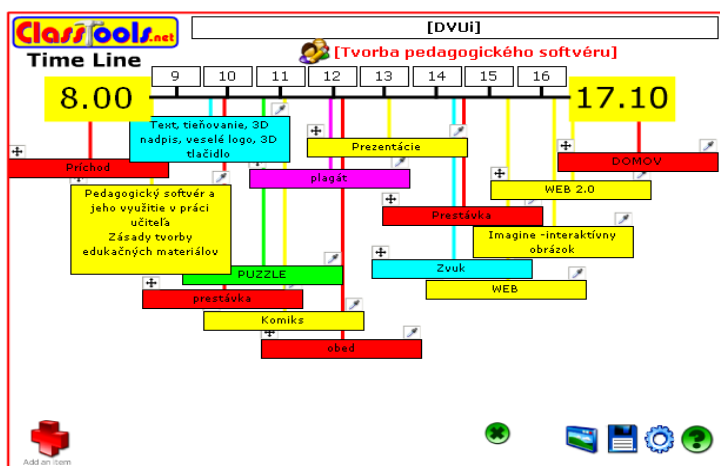 ClassTools.net
[DVUi]
Time Line
[Tvorba pedagogického softvéru]
9
10
11
12
13
14
15
16
8.00
17.10
Text, tieňovanie, 3D
nadpis, veselé logo, 3D
tlačidlo
Prezentácie
Príchod
DOMOV
plagát
WEB 2.0
Pedagogický softvér a
jeho využitie v práci
učiteľa
Zásady tvorby
edukačných materiálov
Prestávka
Imagine -interaktívny
obrázok
PUZZLE
Zvuk
WEB
prestávka
Komiks
obed
Add an item